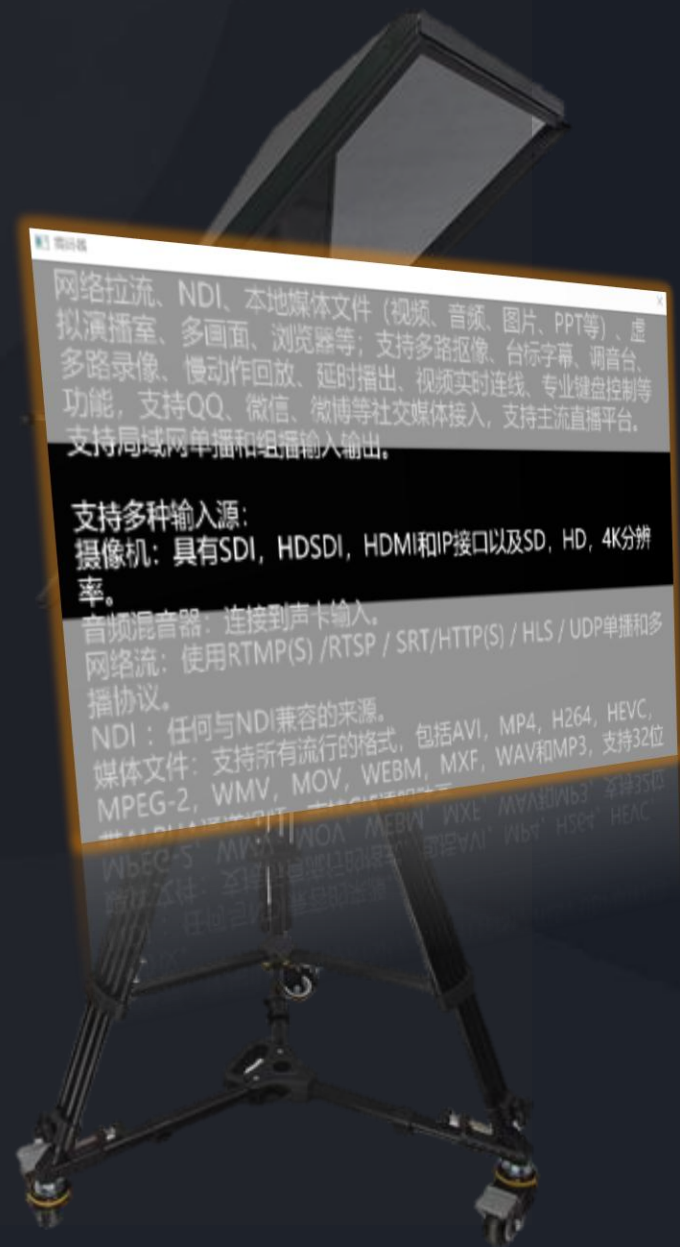 提词器
网络拉流、NDI、本地媒体文件（视频、音频、图片、PPT等）、虚
拟演播室、多画面、浏览器等；支持多路抠像、台标字幕、调音台、
多路录像、慢动作回放、延时播出、视频实时连线、专业键盘控制等
功能，支持QQ、微信、微博等社交媒体接入，支持主流直播平台。
支持局域网单播和组播输入输出。
支持多种输入源：
摄像机：具有SDI，HDSDI，HDMI和IP接口以及SD，HD，4K分辨
率。
音频混音器：连接到声卡输入。
网络流：使用RTMP(S) /RTSP / SRT/HTTP(S) / HLS / UDP单播和多
播协议。
NDI ：任何与NDI兼容的来源。
媒体文件：支持所有流行的格式，包括AVI，MP4，H264，HEVC，
MPEG-2，WMV，MOV，WEBM，MXF，WAV和MP3，支持32位